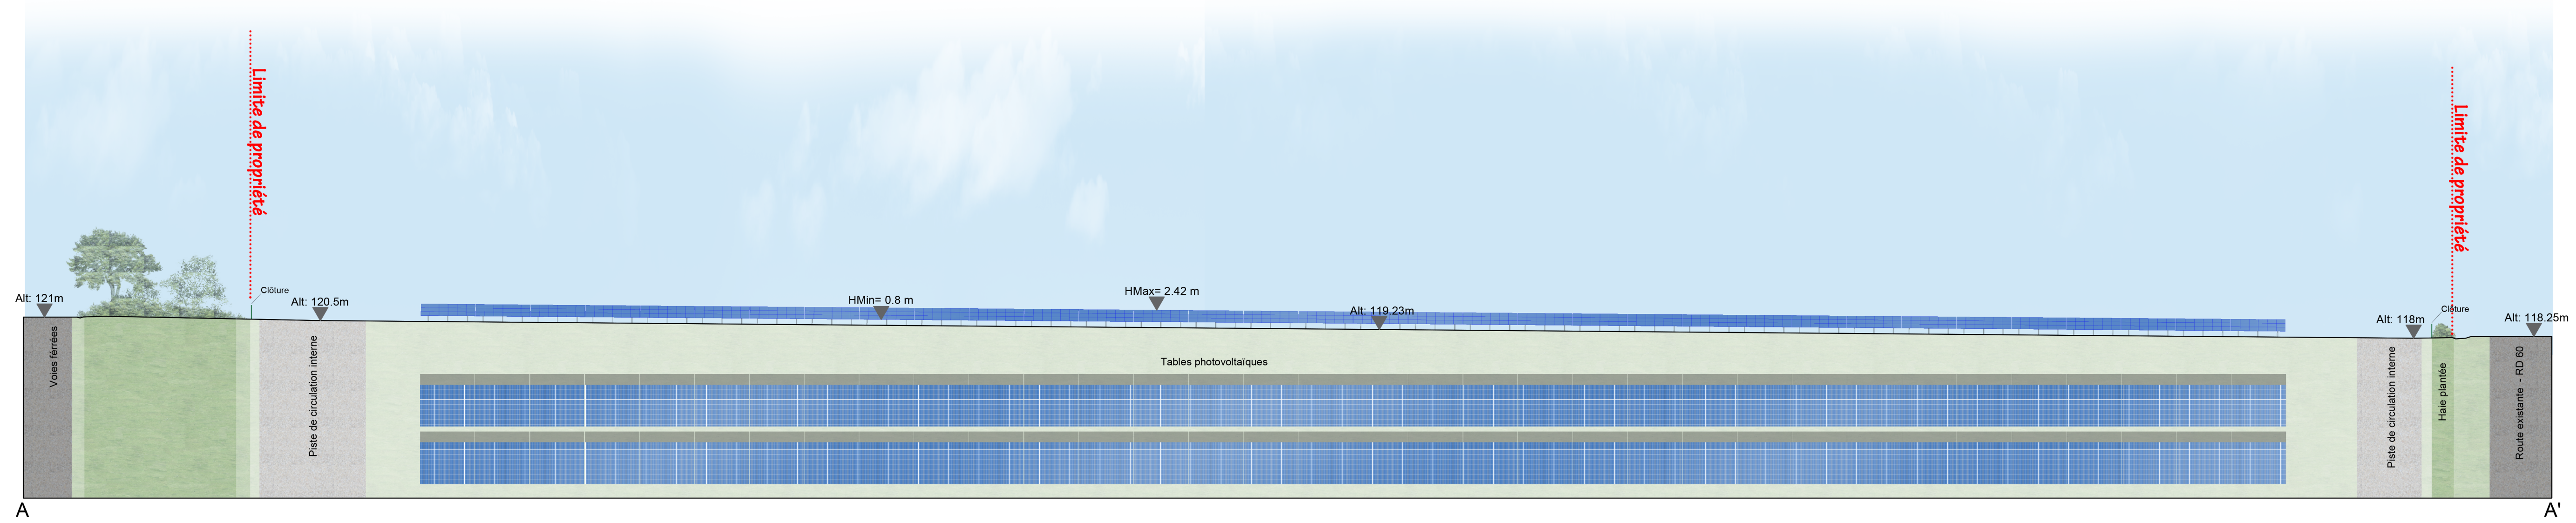 Limite de propriété
Limite de propriété
Clôture
Alt: 121m
Alt: 120.5m
HMin= 0.8 m
HMax= 2.42 m
Alt: 119.23m
Clôture
Alt: 118m
Alt: 118.25m
Voies férrées
Piste de circulation interne
Tables photovoltaïques
Piste de circulation interne
Haie plantée
Route existante - RD 60
A
A'